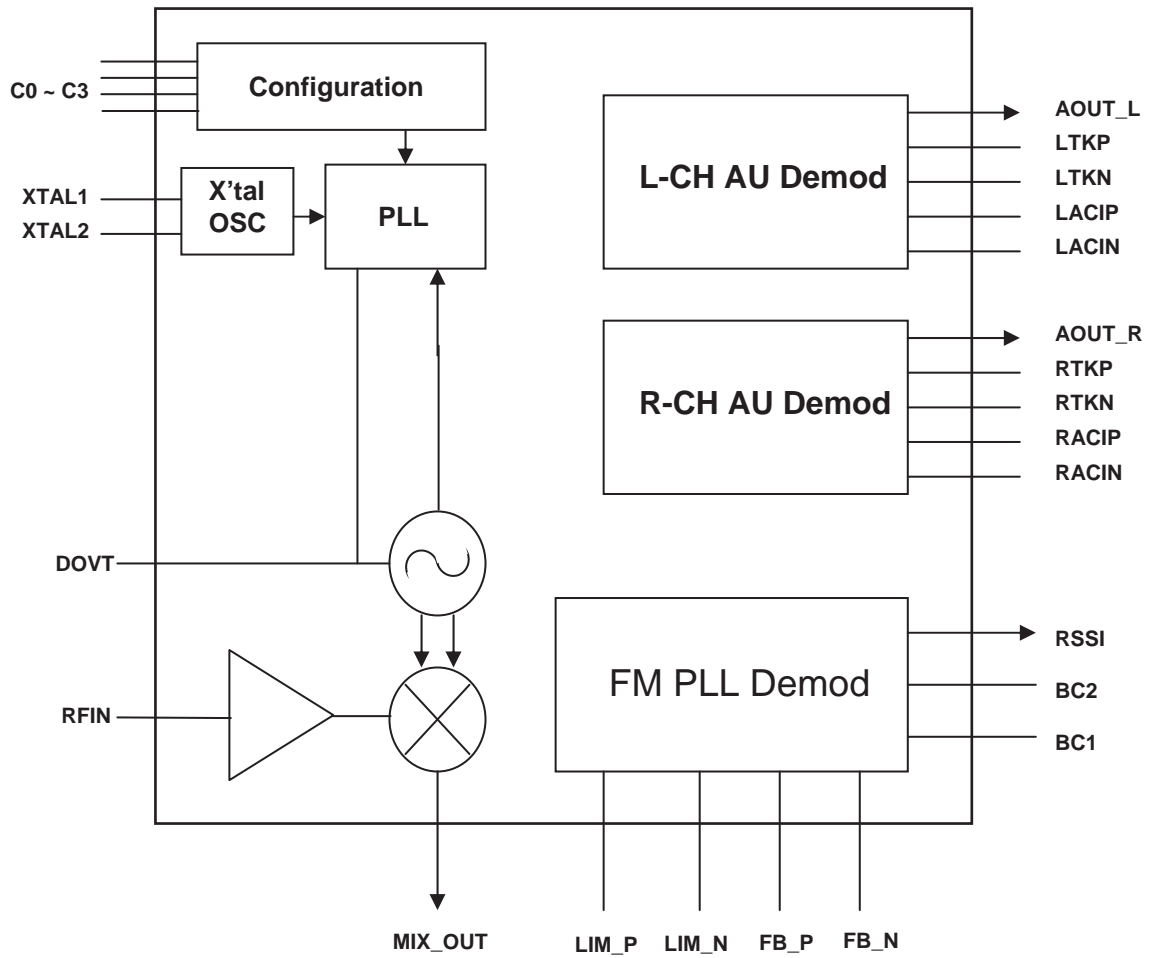 Configuration
C0 ~ C3
XTAL1
XTAL2
X'tal
OSC
PLL
L-CH AU Demod
AOUT_L
LTKP
LTKN
LACIP
LACIN
R-CH AU Demod
AOUT_R
RTKP
RTKN
RACIP
RACIN
DOVT
RFIN
FM PLL Demod
RSSI
BC2
BC1
MIX_OUT
LIM_P
LIM_N
FB_P
FB_N